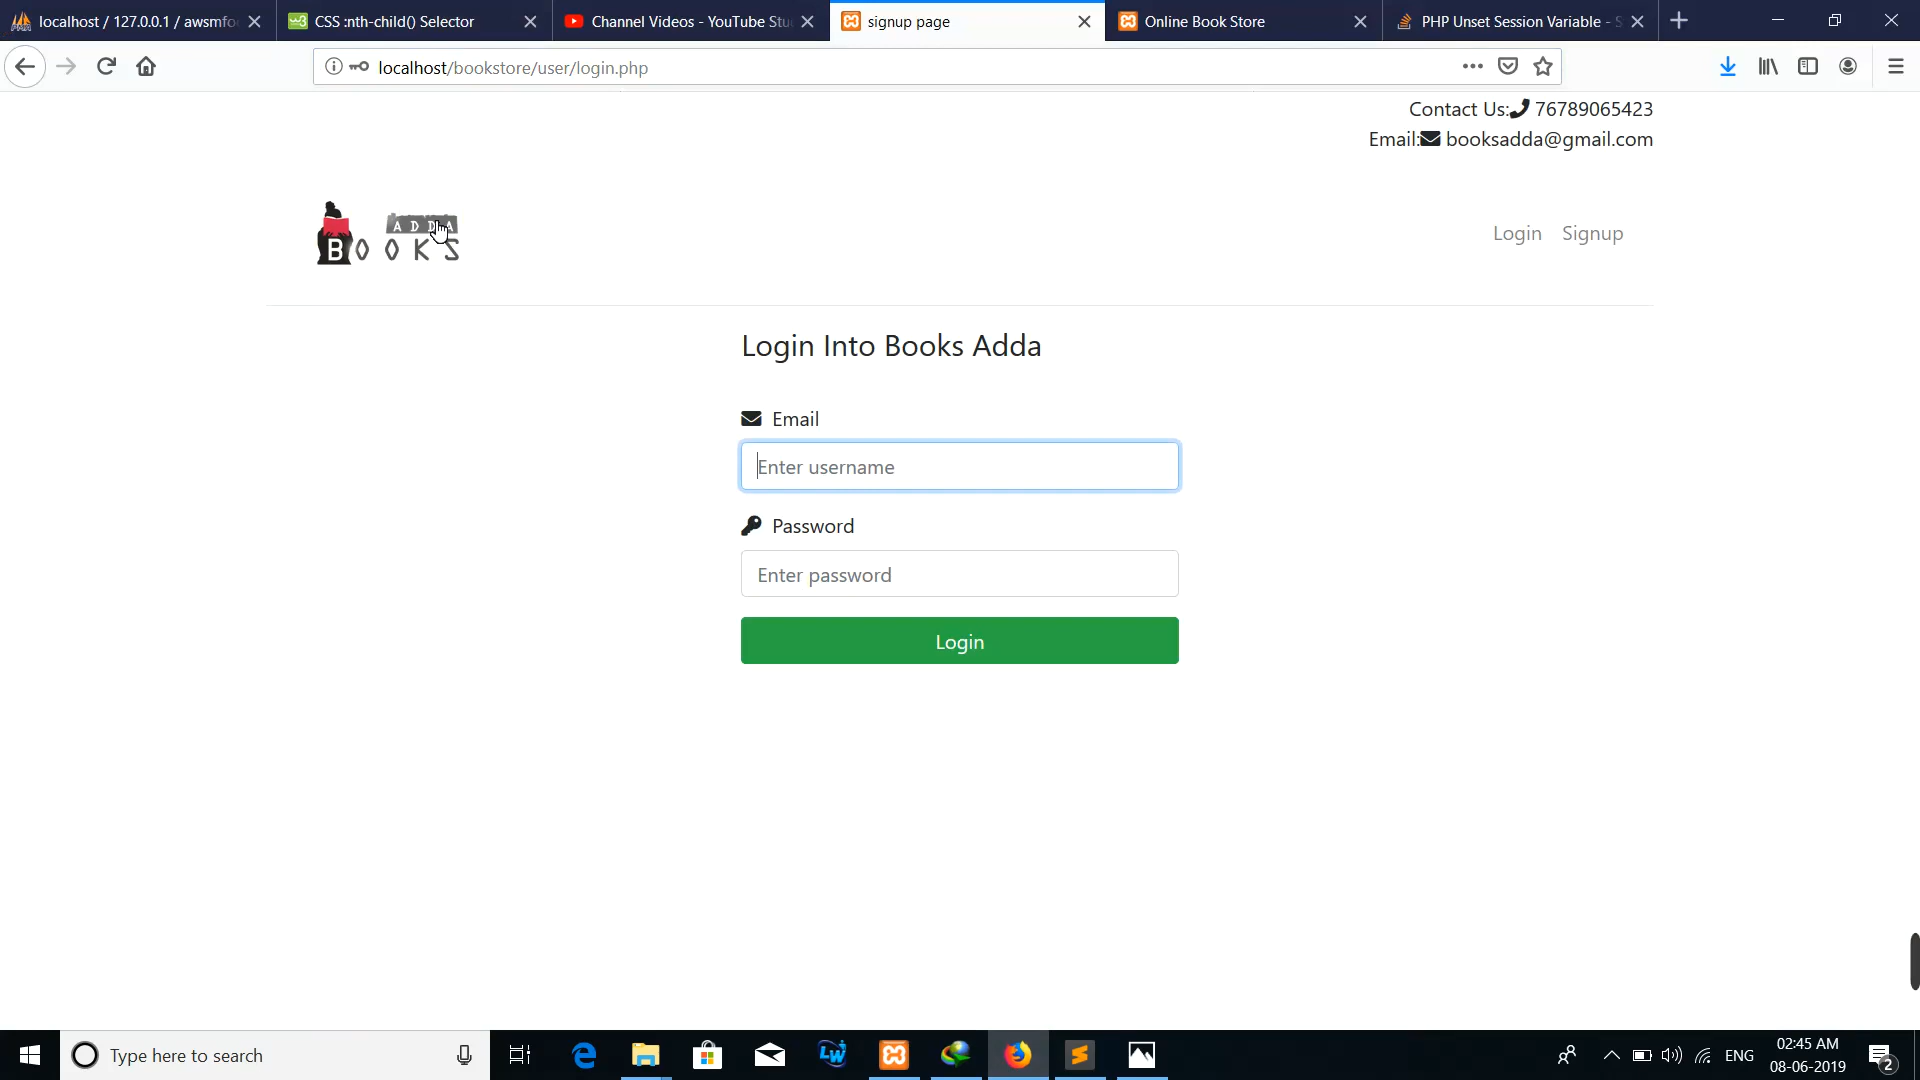 localhost / 127.0.0.1 / awsmfo
CSS :nth-child() Selector
Channel Videos - YouTube Stu
signup page
Online Book Store
PHP Unset Session Variable - S
localhost/bookstore/user/login.php
Contact Us: 76789065423
Email: booksadda@gmail.com
ADDA
BOOKS
Login Signup
Login Into Books Adda
Email
Enter username
Password
Enter password
Login
Type here to search
ENG
02:45 AM
08-06-2019
2